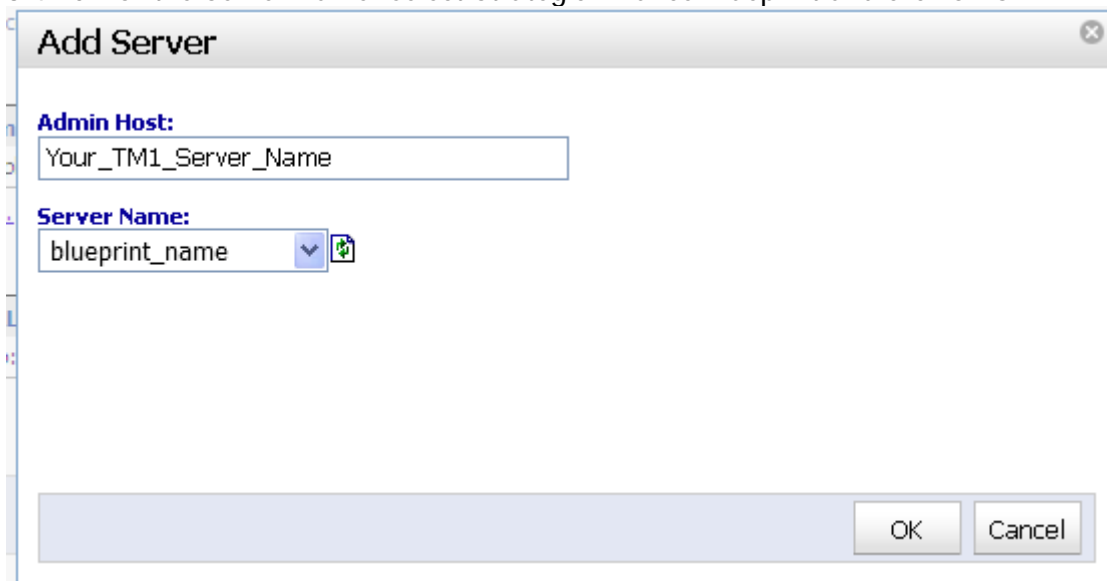 Add Server
Admin Host:
Your_TM1_Server_Name
Server Name:
blueprint_name
OK Cancel